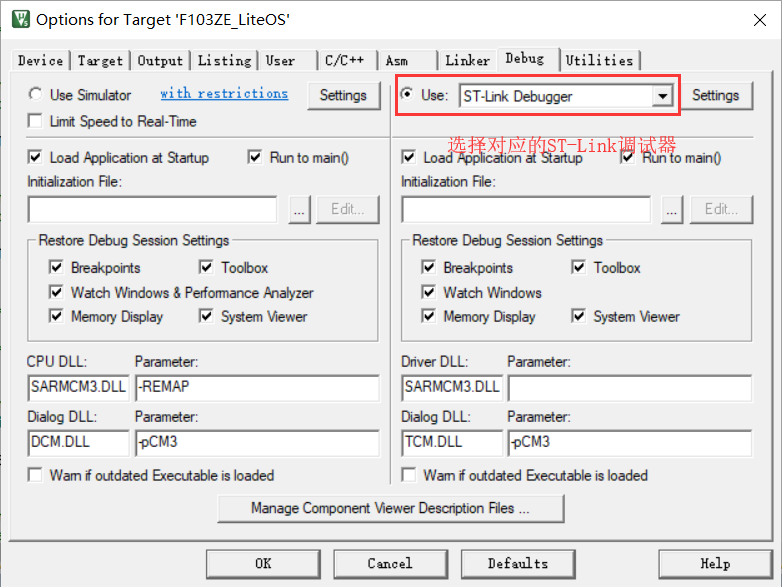 Options for Target 'F103ZE_LiteOS'
Device Target Output Listing User C/C++ Asm Linker Debug Utilities
Use Simulator with restrictions Settings
Use: ST-Link Debugger Settings
Limit Speed to Real-Time
选择对应的ST-Link调试器
Load Application at Startup Run to main()
Load Application at Startup Run to main()
Initialization File:
Initialization File:
... Edit...
... Edit...
Restore Debug Session Settings
Breakpoints Toolbox
Watch Windows & Performance Analyzer
Memory Display System Viewer
Restore Debug Session Settings
Breakpoints Toolbox
Watch Windows
Memory Display System Viewer
CPU DLL: Parameter:
SARMCM3.DLL -REMAP
Driver DLL: Parameter:
SARMCM3.DLL
Dialog DLL: Parameter:
DCM.DLL -pCM3
Dialog DLL: Parameter:
TCM.DLL -pCM3
Warn if outdated Executable is loaded
Warn if outdated Executable is loaded
Manage Component Viewer Description Files ...
OK Cancel Defaults Help